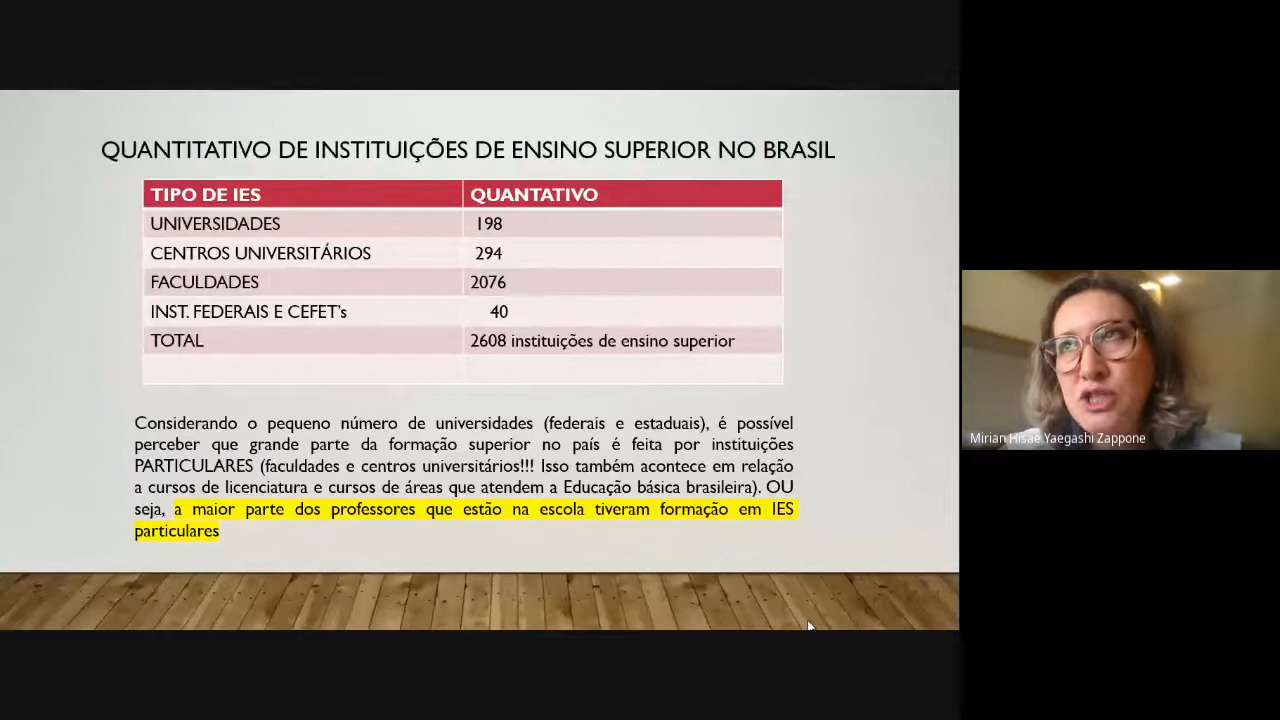 QUANTITATIVO DE INSTITUIÇÕES DE ENSINO SUPERIOR NO BRASIL
TIPO DE IES QUANTATIVO
UNIVERSIDADES 198
CENTROS UNIVERSITÁRIOS 294
FACULDADES 2076
INST. FEDERAIS E CEFET's 40
TOTAL 2608 instituições de ensino superior
Considerando o pequeno número de universidades (federais e estaduais), é possível
perceber que grande parte da formação superior no país é feita por instituições
PARTICULARES (faculdades e centros universitários!!! Isso também acontece em relação
a cursos de licenciatura e cursos de áreas que atendem a Educação básica brasileira). OU
seja, a maior parte dos professores que estão na escola tiveram formação em IES
particulares
Mirian Hisae Yaegashi Zappone